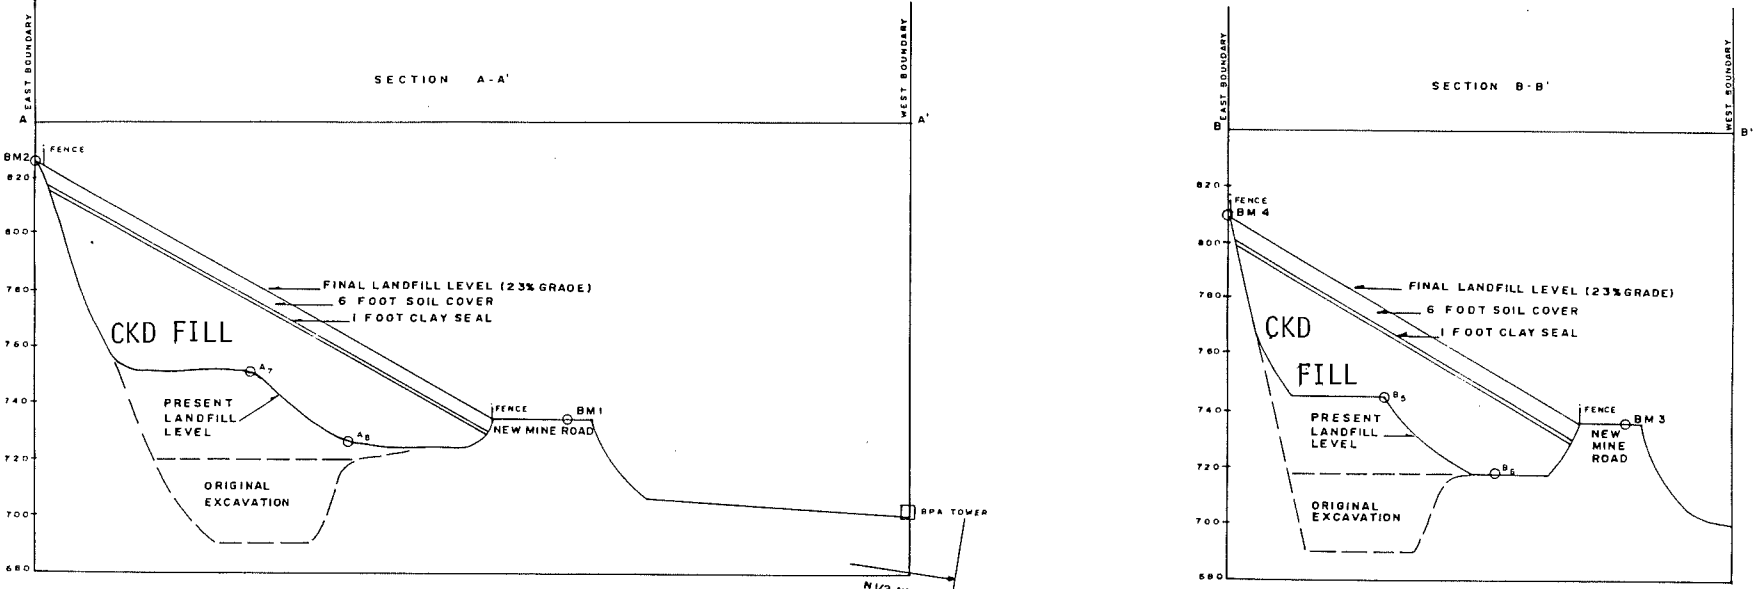 EAST BOUNDARY
SECTION A-A'
WEST BOUNDARY
A
A'
BM2
FENCE
820
800
780
760
740
720
700
680
FINAL LANDFILL LEVEL (23% GRADE)
6 FOOT SOIL COVER
1 FOOT CLAY SEAL
CKD FILL
A7
PRESENT
LANDFILL
LEVEL
A8
FENCE
BM1
NEW MINE ROAD
ORIGINAL
EXCAVATION
BPA TOWER
EAST BOUNDARY
SECTION B-B'
WEST BOUNDARY
B
B'
820
FENCE
BM 4
800
780
760
740
720
700
680
FINAL LANDFILL LEVEL (23% GRADE)
6 FOOT SOIL COVER
1 FOOT CLAY SEAL
CKD
FILL
B5
PRESENT
LANDFILL
LEVEL
B6
FENCE
BM 3
NEW
MINE
ROAD
ORIGINAL
EXCAVATION